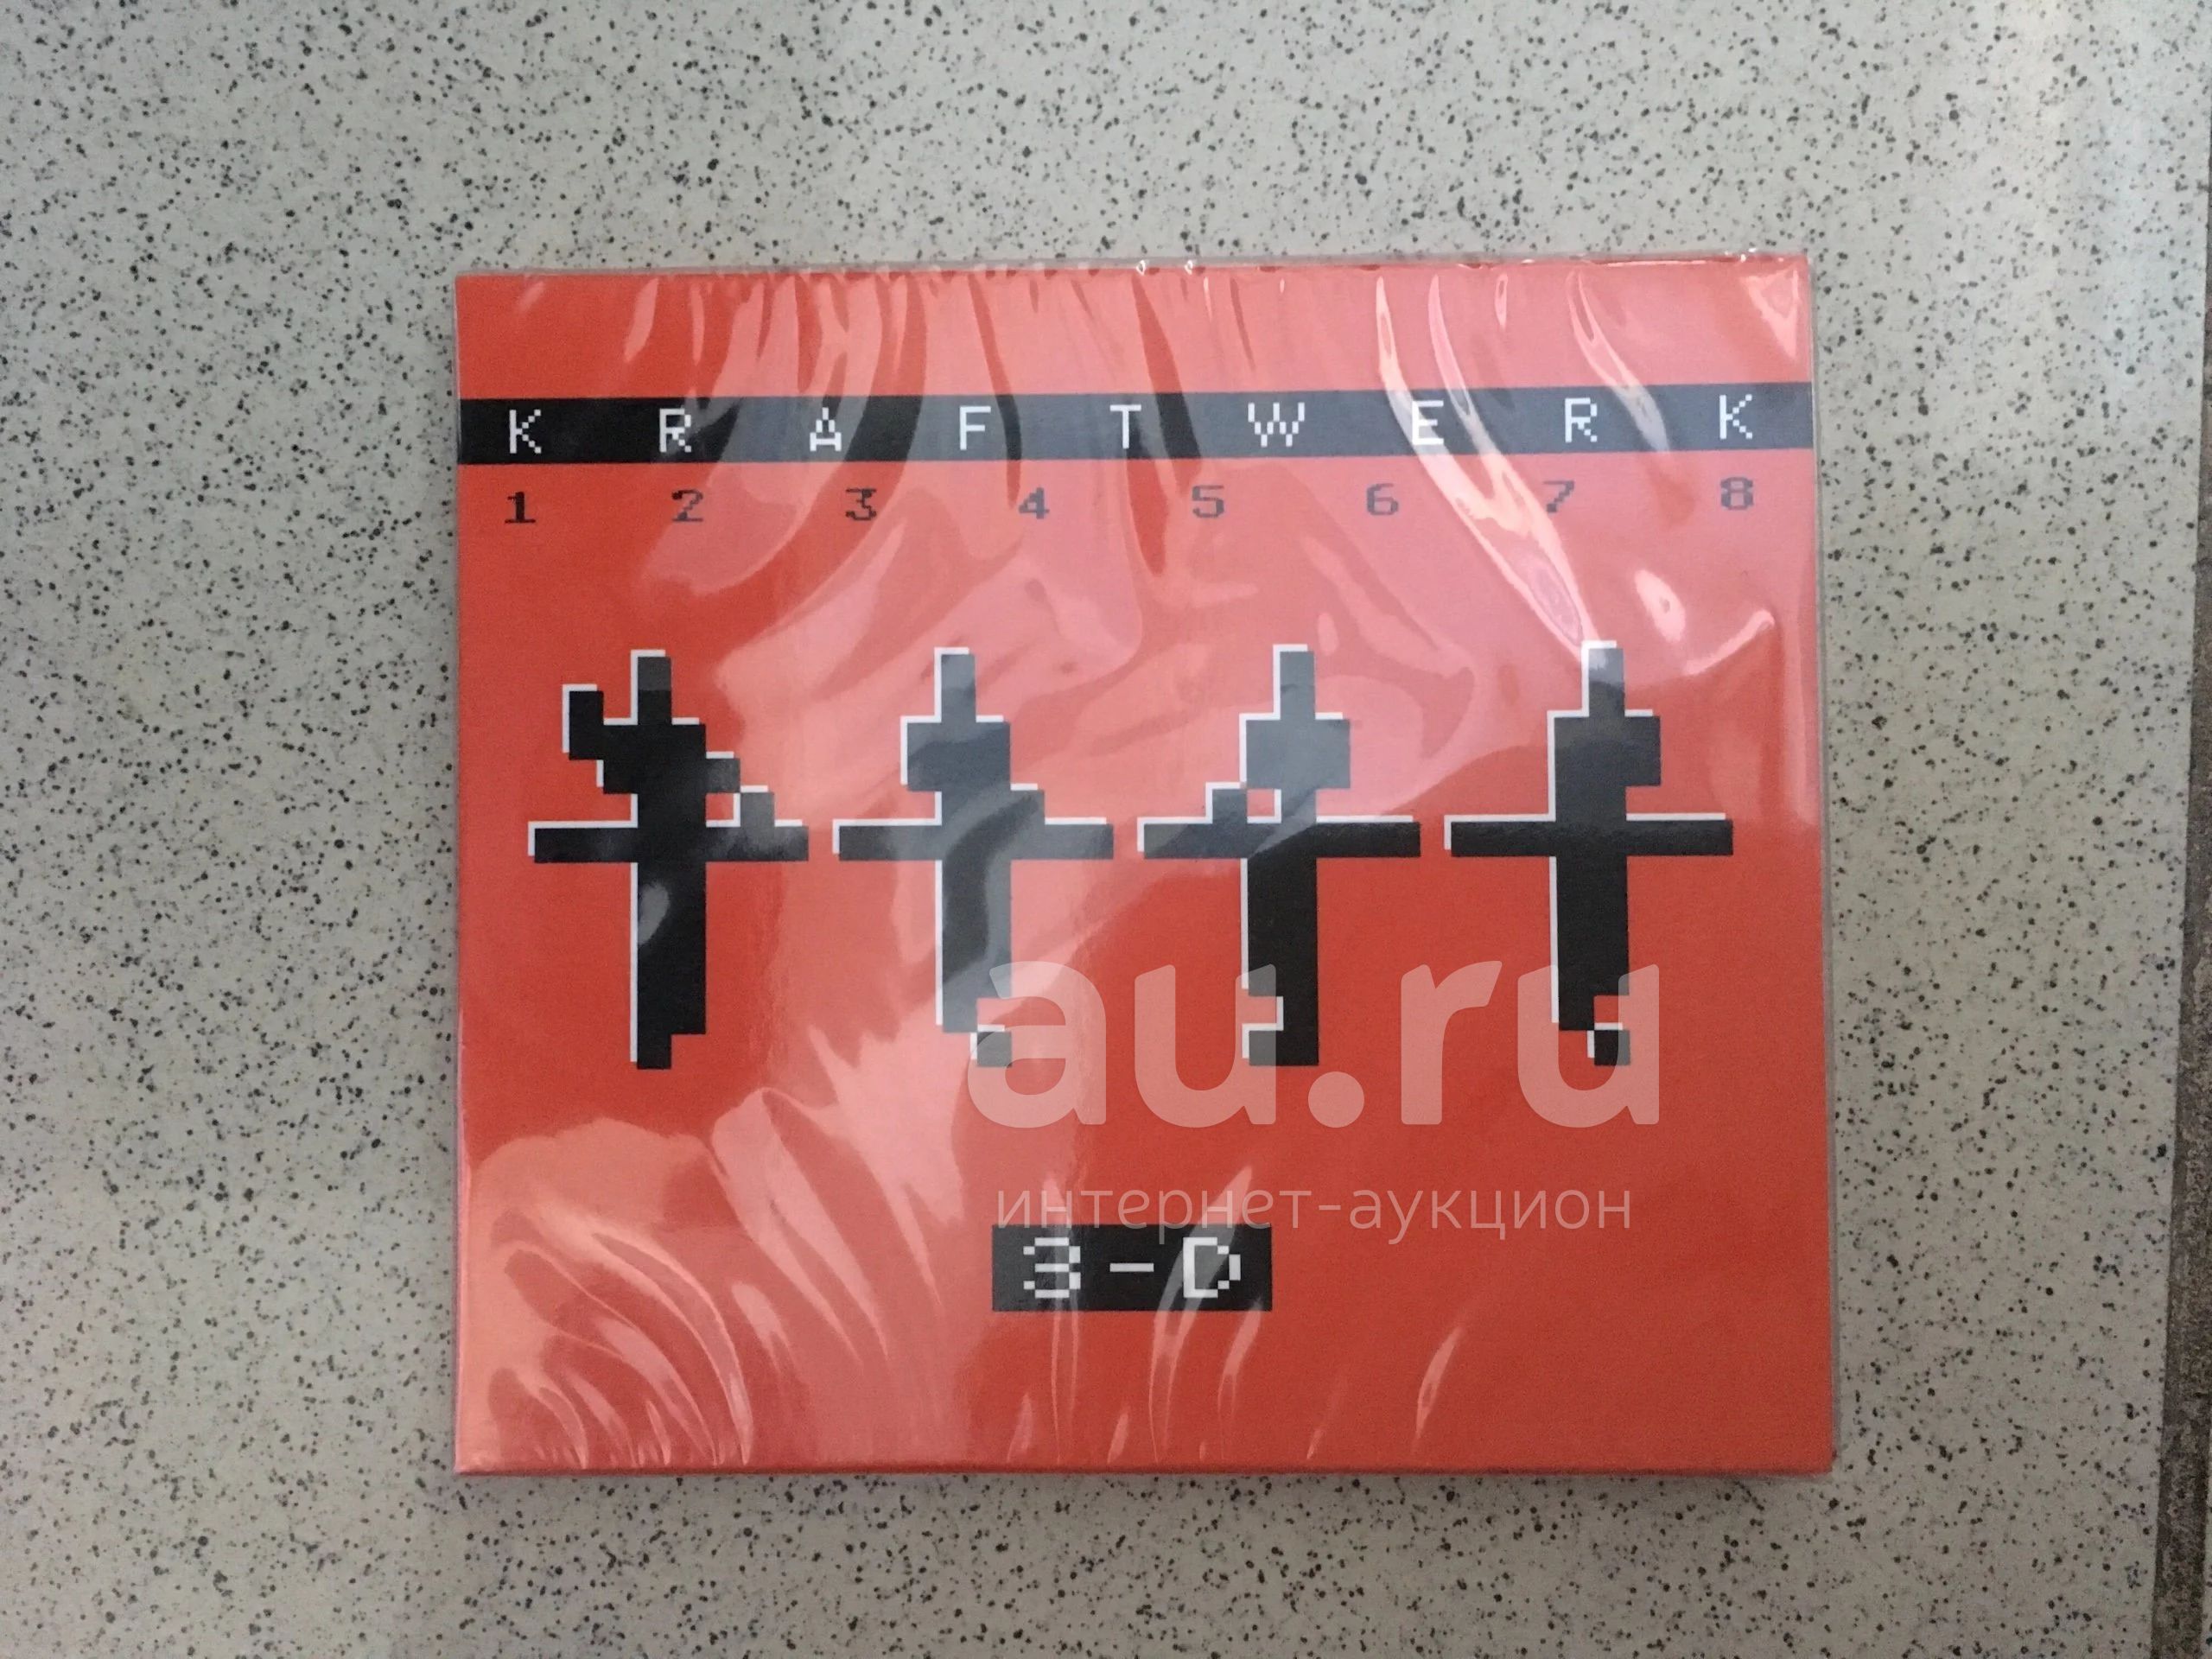 K R A F T W E R K
1 2 3 4 5 6 7 8
au.ru
интернет-аукцион
3-D